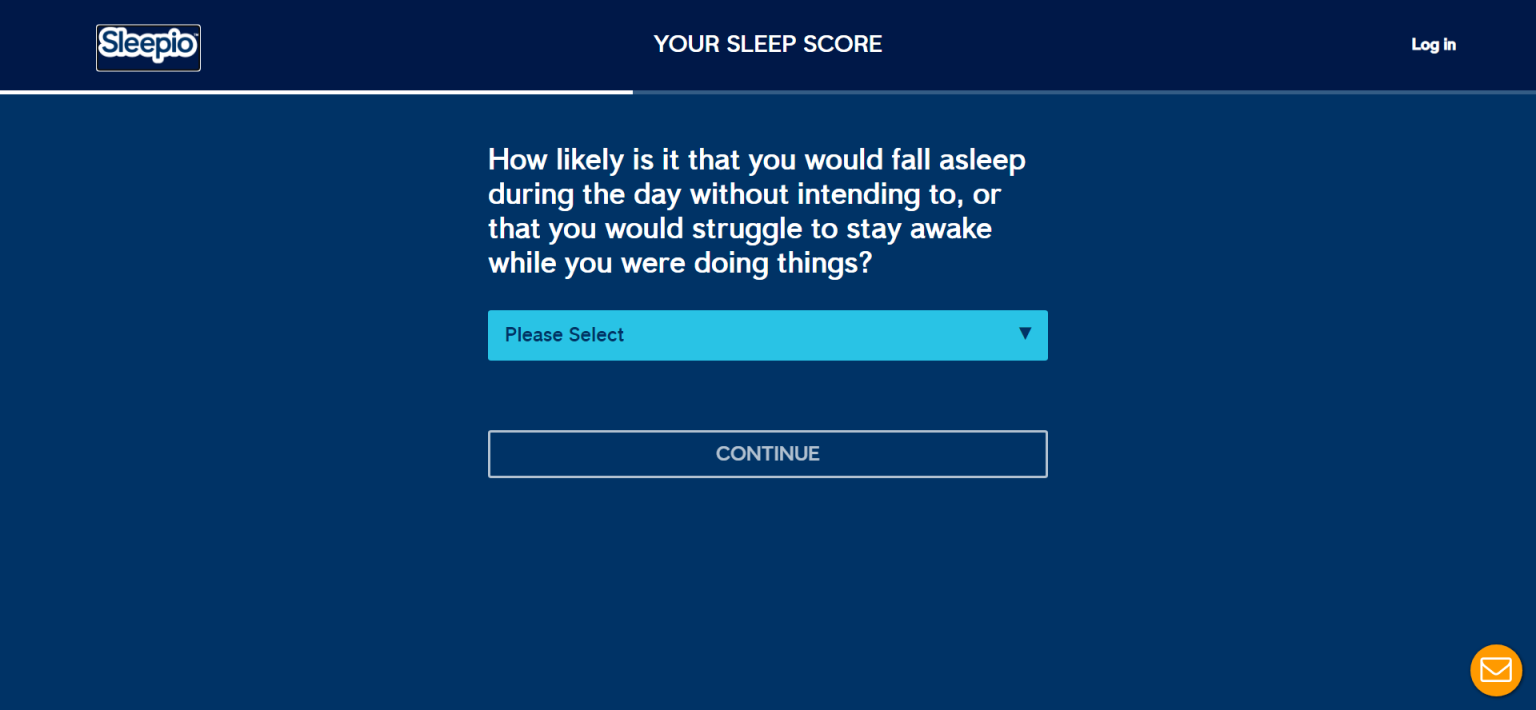 Sleepio™
YOUR SLEEP SCORE
Log in
How likely is it that you would fall asleep
during the day without intending to, or
that you would struggle to stay awake
while you were doing things?
Please Select
CONTINUE